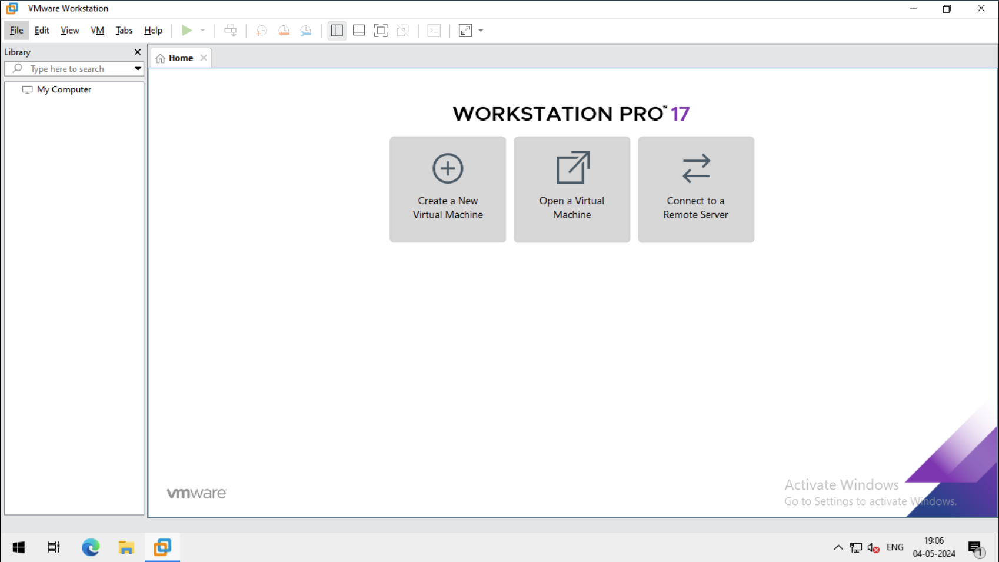 VMware Workstation
File Edit View VM Tabs Help
Library
Type here to search
My Computer
Home
WORKSTATION PRO™ 17
Create a New
Virtual Machine
Open a Virtual
Machine
Connect to a
Remote Server
vmware
Activate Windows
Go to Settings to activate Windows.
ENG
19:06
04-05-2024
1